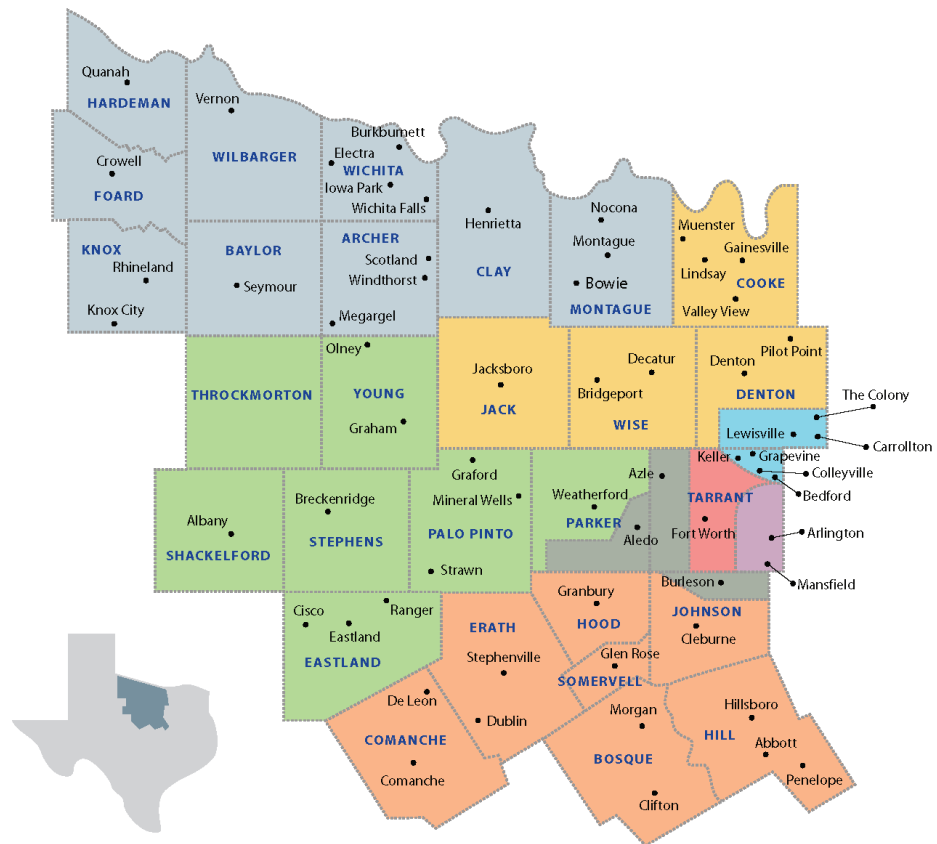 Quanah
HARDEMAN
Vernon
WILBARGER
Burkburnett
Electra
WICHITA
Iowa Park
Wichita Falls
Crowell
FOARD
KNOX
Rhineland
Knox City
BAYLOR
Seymour
ARCHER
Scotland
Windthorst
Megargel
Henrietta
CLAY
Nocona
Montague
Bowie
MONTAGUE
Muenster
Gainesville
Lindsay
COOKE
Valley View
THROCKMORTON
Olney
YOUNG
Graham
Jacksboro
JACK
Decatur
Bridgeport
WISE
Pilot Point
Denton
DENTON
The Colony
Lewisville
Carrollton
Keller
Grapevine
Colleyville
Bedford
TARRANT
Fort Worth
Arlington
Mansfield
Albany
SHACKELFORD
Breckenridge
STEPHENS
Graford
Mineral Wells
PALO PINTO
Strawn
Weatherford
PARKER
Azle
Aledo
Burleson
JOHNSON
Cleburne
Granbury
HOOD
Glen Rose
SOMERVELL
Cisco
Ranger
Eastland
EASTLAND
ERATH
Stephenville
Dublin
De Leon
COMANCHE
Comanche
Morgan
BOSQUE
Clifton
Hillsboro
HILL
Abbott
Penelope